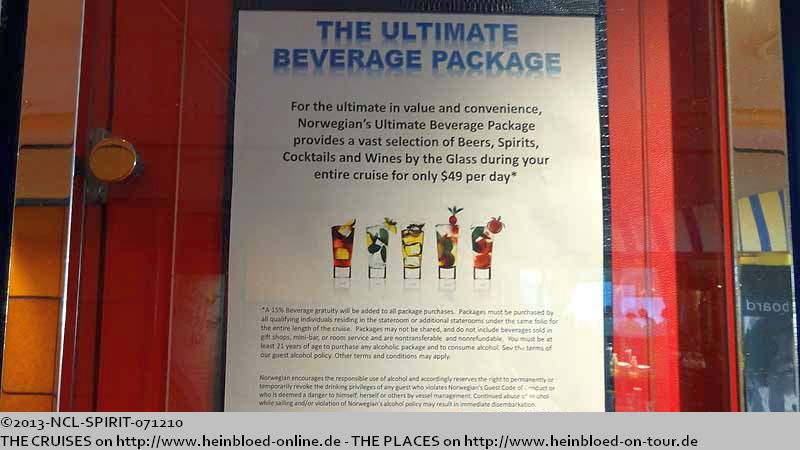 THE ULTIMATE
BEVERAGE PACKAGE
For the ultimate in value and convenience,
Norwegian's Ultimate Beverage Package
provides a vast selection of Beers, Spirits,
Cocktails and Wines by the Glass during your
entire cruise for only $49 per day*
*A 15% Beverage gratuity will be added to all package purchases. Packages must be purchased by
all qualifying individuals residing in the stateroom or additional staterooms under the same folio for
the entire length of the cruise. Packages may not be shared, and do not include beverages sold in
gift shops, mini-bar, or room service and are nontransferable and nonrefundable. You must be at
least 21 years of age to purchase any alcoholic package and to consume alcohol. See the terms of
our guest alcohol policy. Other terms and conditions may apply.
Norwegian encourages the responsible use of alcohol and accordingly reserves the right to permanently or
temporarily revoke the drinking privileges of any guest who violates Norwegian's Guest Code of Conduct or
who is deemed a danger to himself, herself or others by vessel management. Continued abuse of alcohol
while sailing and/or violation of Norwegian's alcohol policy may result in immediate disembarkation.
board
©2013-NCL-SPIRIT-071210
THE CRUISES on http://www.heinbloed-online.de - THE PLACES on http://www.heinbloed-on-tour.de